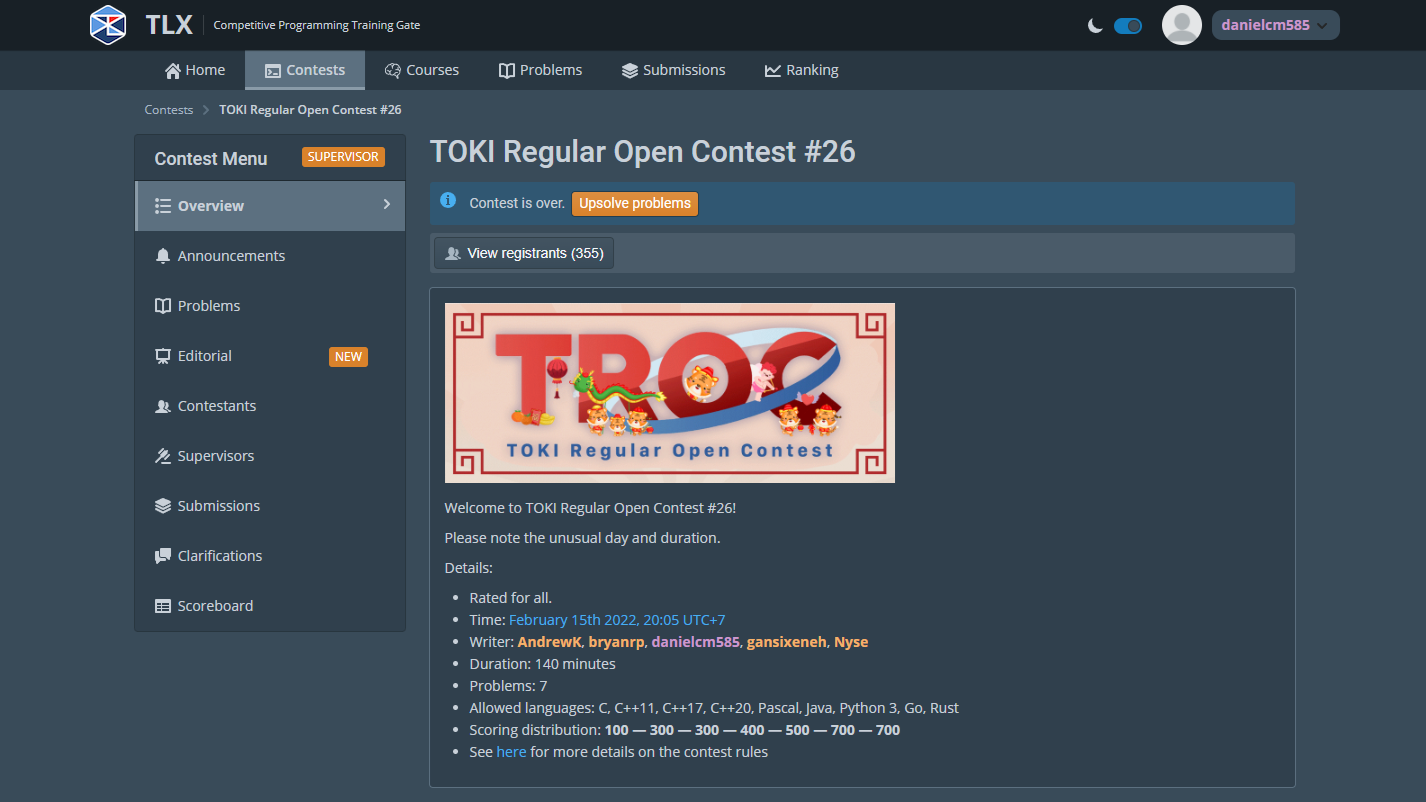 TLX
Competitive Programming Training Gate
danielcm585
Home
Contests
Courses
Problems
Submissions
Ranking
Contests
TOKI Regular Open Contest #26
Contest Menu
SUPERVISOR
Overview
Announcements
Problems
Editorial
NEW
Contestants
Supervisors
Submissions
Clarifications
Scoreboard
TOKI Regular Open Contest #26
Contest is over. Upsolve problems
View registrants (355)
TROC
TOKI Regular Open Contest
Welcome to TOKI Regular Open Contest #26!
Please note the unusual day and duration.
Details:
• Rated for all.
• Time: February 15th 2022, 20:05 UTC+7
• Writer: AndrewK, bryanrp, danielcm585, gansixeneh, Nyse
• Duration: 140 minutes
• Problems: 7
• Allowed languages: C, C++11, C++17, C++20, Pascal, Java, Python 3, Go, Rust
• Scoring distribution: 100 — 300 — 300 — 400 — 500 — 700 — 700
• See here for more details on the contest rules